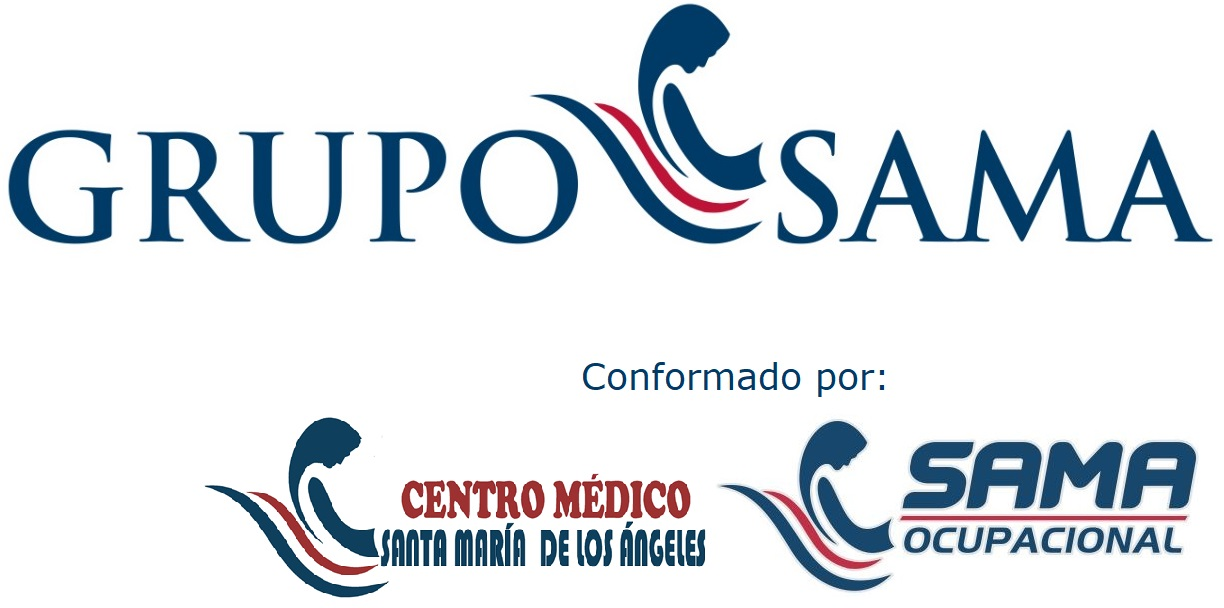 GRUPO SAMA
Conformado por:
CENTRO MÉDICO
SANTA MARÍA DE LOS ÁNGELES
SAMA
OCUPACIONAL